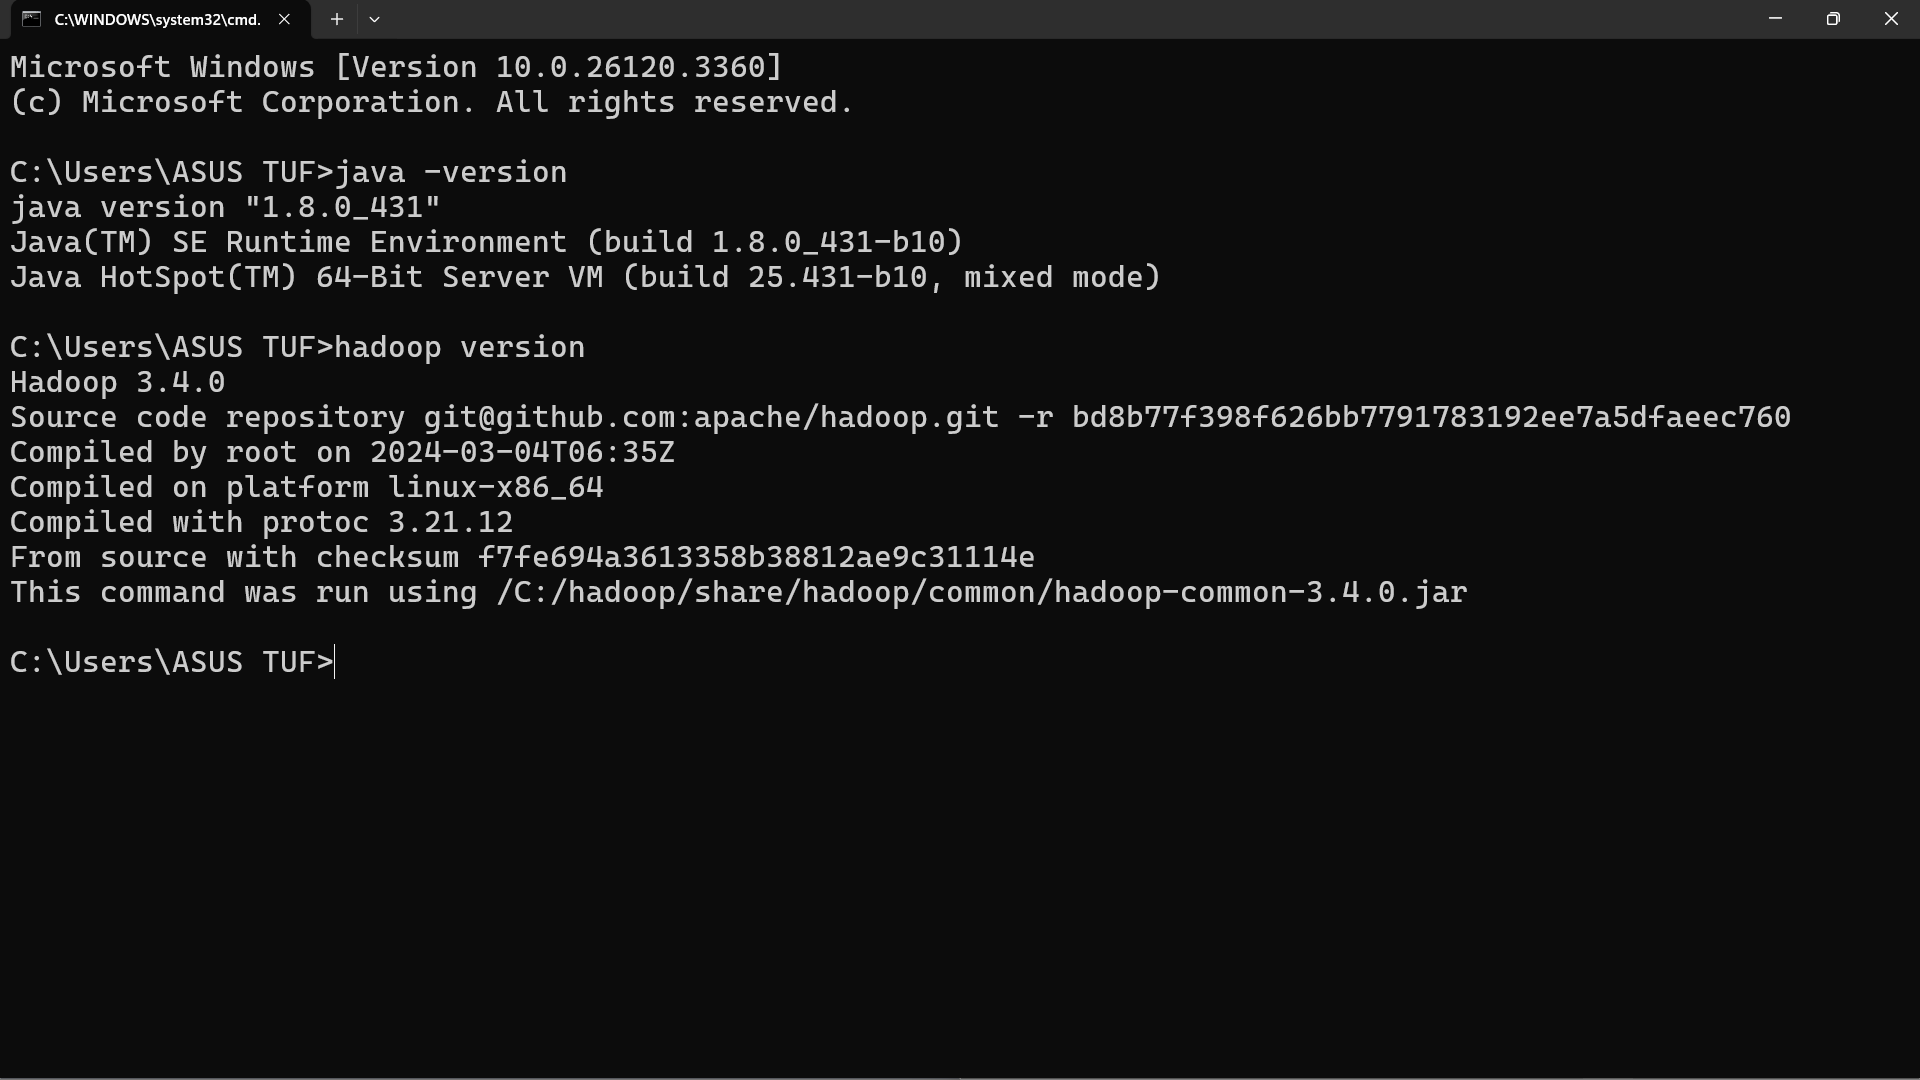 C:\WINDOWS\system32\cmd.
Microsoft Windows [Version 10.0.26120.3360]
(c) Microsoft Corporation. All rights reserved.
C:\Users\ASUS TUF>java -version
java version "1.8.0_431"
Java(TM) SE Runtime Environment (build 1.8.0_431-b10)
Java HotSpot(TM) 64-Bit Server VM (build 25.431-b10, mixed mode)
C:\Users\ASUS TUF>hadoop version
Hadoop 3.4.0
Source code repository git@github.com:apache/hadoop.git -r bd8b77f398f626bb7791783192ee7a5dfaeec760
Compiled by root on 2024-03-04T06:35Z
Compiled on platform linux-x86_64
Compiled with protoc 3.21.12
From source with checksum f7fe694a3613358b38812ae9c31114e
This command was run using /C:/hadoop/share/hadoop/common/hadoop-common-3.4.0.jar
C:\Users\ASUS TUF>